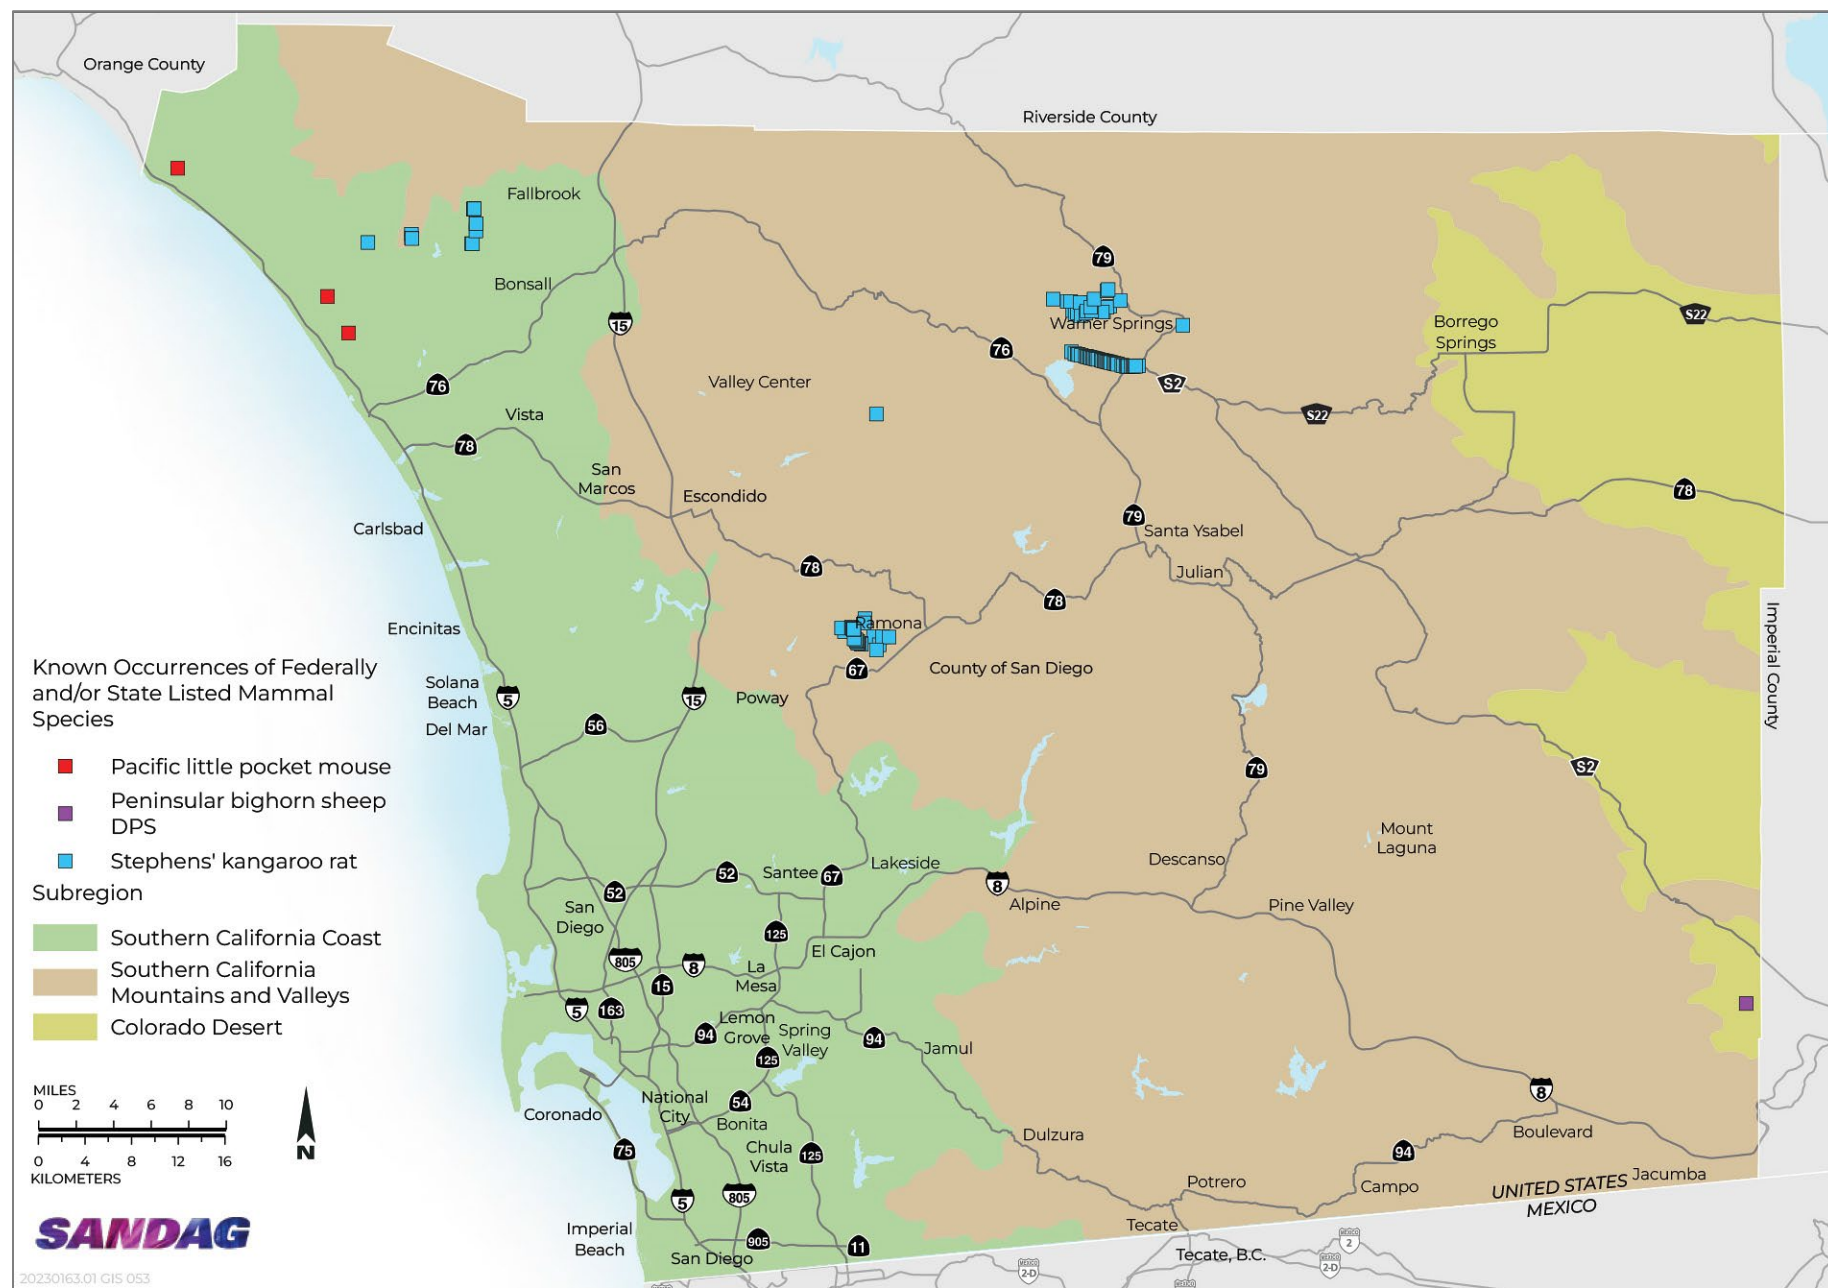 Orange County
Riverside County
Fallbrook
79
Bonsall
15
Warner Springs
Borrego
Springs
S22
76
Valley Center
S2
S22
76
Vista
78
San
Marcos
Escondido
78
Carlsbad
79
Santa Ysabel
78
Julian
78
Encinitas
Ramona
67
County of San Diego
Imperial County
Known Occurrences of Federally
and/or State Listed Mammal
Species
Solana
Beach
5
15
Poway
Del Mar
56
Pacific little pocket mouse
79
S2
Peninsular bighorn sheep
DPS
Mount
Laguna
Stephens' kangaroo rat
Subregion
52
52
Santee
67
Lakeside
8
Descanso
Alpine
Pine Valley
San
Diego
125
Southern California Coast
El Cajon
805
8
La
Mesa
Southern California
Mountains and Valleys
15
5
163
Colorado Desert
94
Lemon
Grove
Spring
Valley
94
Jamul
125
MILES
0 2 4 6 8 10
8
National
City
54
Coronado
Bonita
N
0 4 8 12 16
KILOMETERS
75
Chula
Vista
125
Dulzura
Boulevard
94
Potrero
Campo
Jacumba
UNITED STATES
MEXICO
5
805
SANDAG
Imperial
Beach
San Diego
905
11
Tecate
Tecate, B.C.
2
2-D
2-D
20230163.01 GIS 053